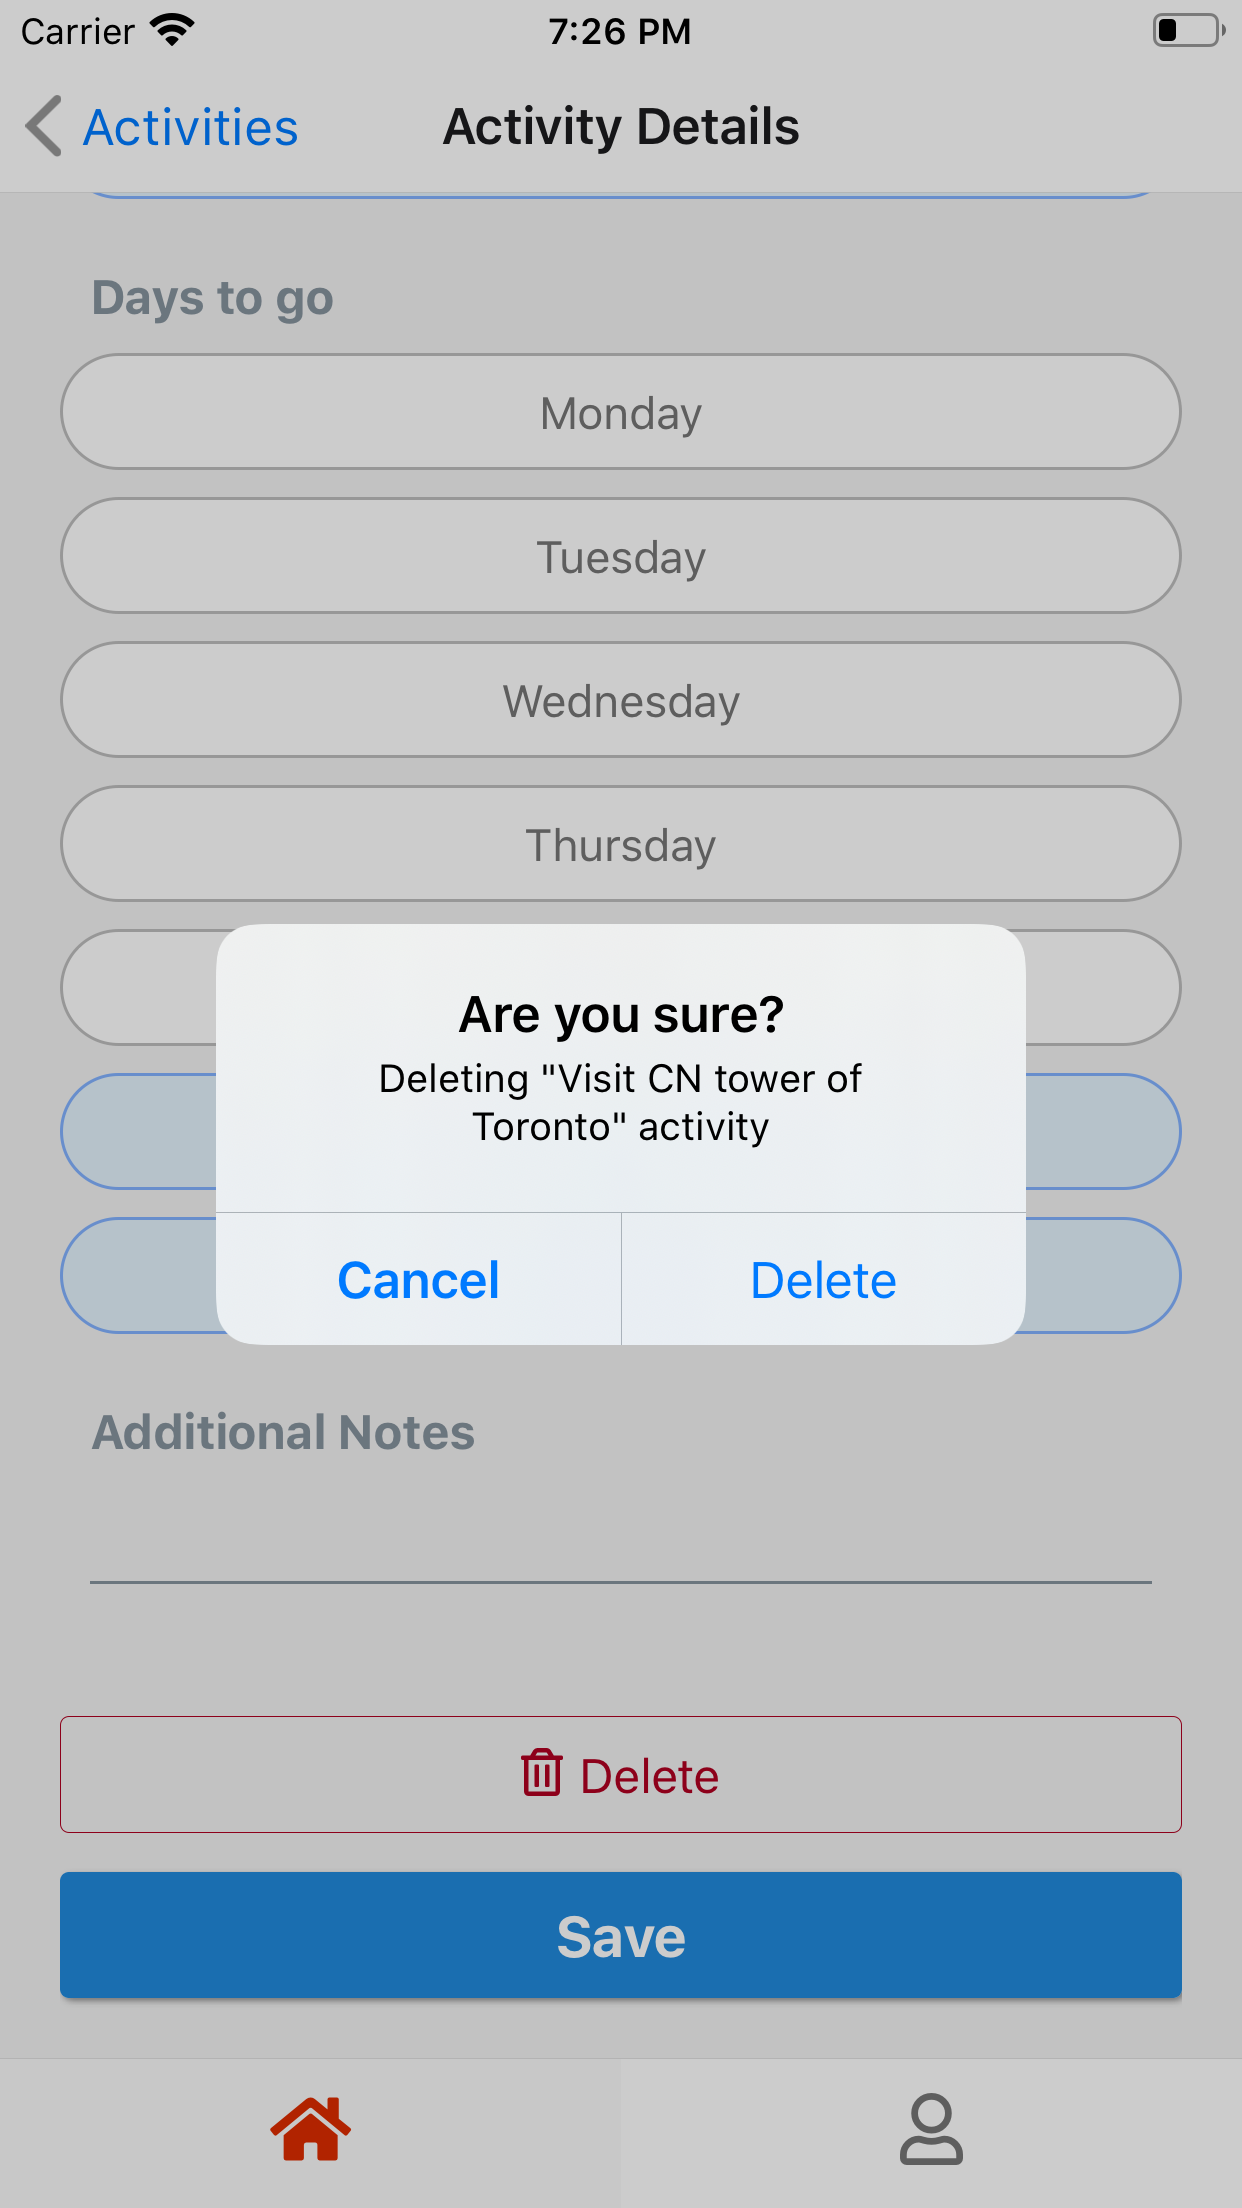 Carrier
7:26 PM
Activities
Activity Details
Days to go
Monday
Tuesday
Wednesday
Thursday
Are you sure?
Deleting "Visit CN tower of
Toronto" activity
Cancel
Delete
Additional Notes
Delete
Save